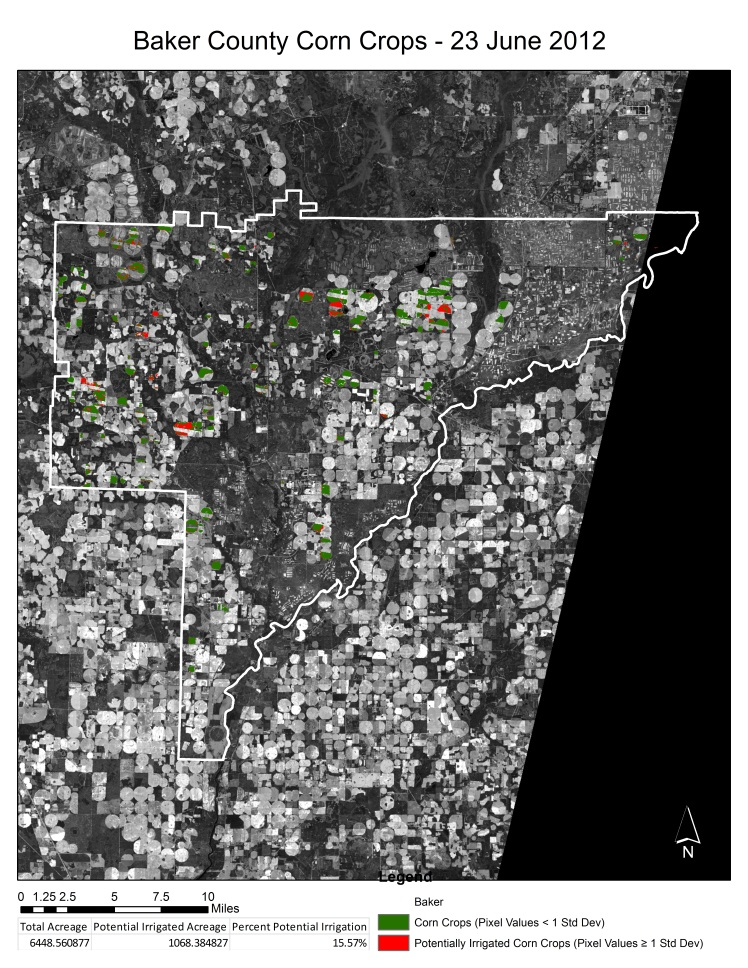 Baker County Corn Crops - 23 June 2012
N
Legend
0 1.25 2.5 5 7.5 10
Miles
Baker
Corn Crops (Pixel Values < 1 Std Dev)
Potentially Irrigated Corn Crops (Pixel Values ≥ 1 Std Dev)
Total Acreage Potential Irrigated Acreage Percent Potential Irrigation
6448.560877 1068.384827 15.57%